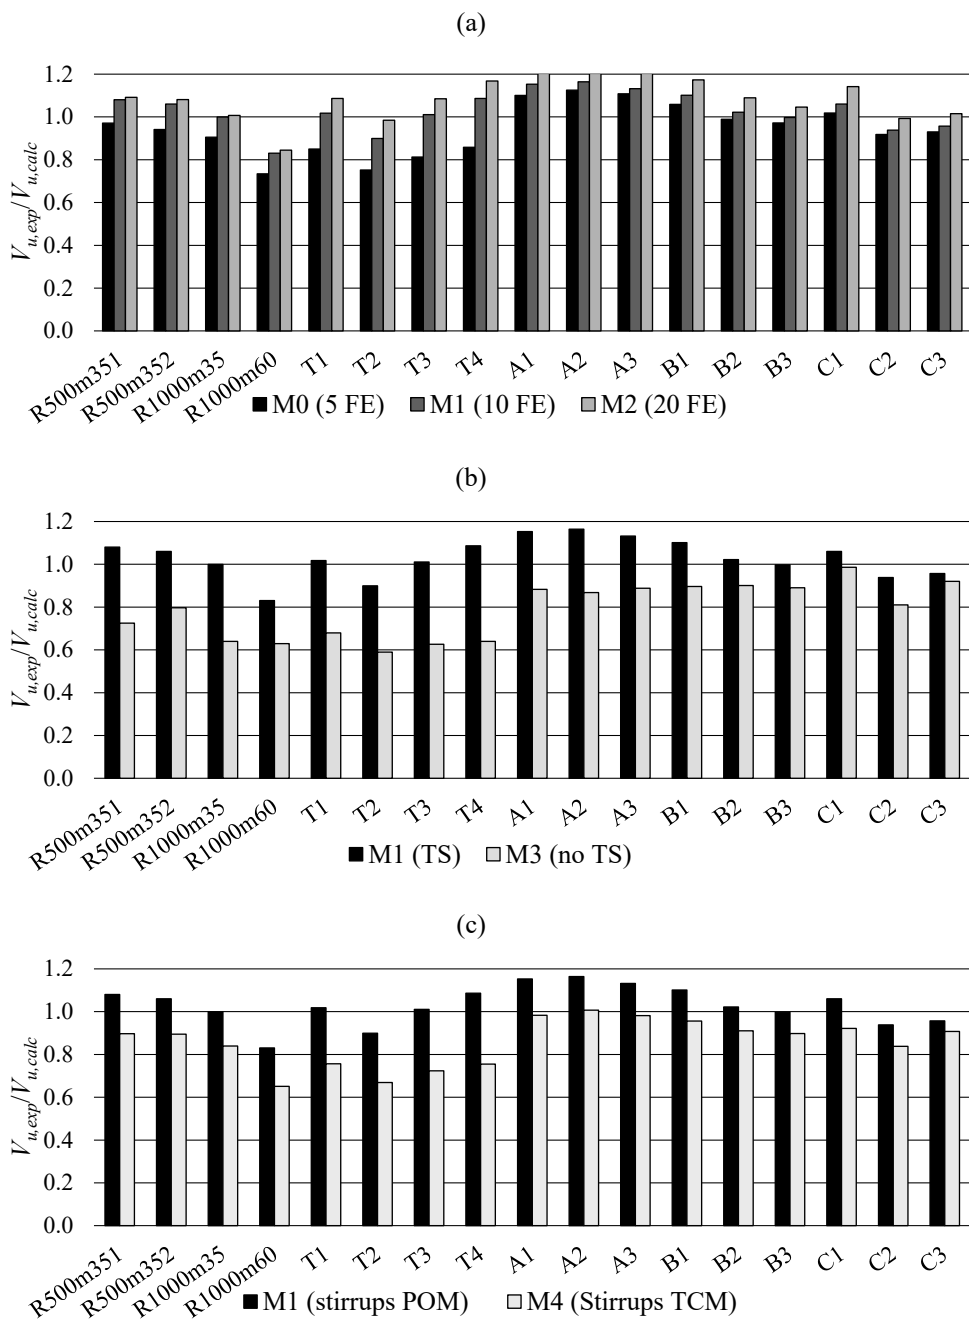 (a)
V_{u,exp}/V_{u,calc}
1.2
1.0
0.8
0.6
0.4
0.2
0.0
R500m351 R500m352 R1000m35 R1000m60 T1 T2 T3 T4 A1 A2 A3 B1 B2 B3 C1 C2 C3
M0 (5 FE) M1 (10 FE) M2 (20 FE)
(b)
V_{u,exp}/V_{u,calc}
1.2
1.0
0.8
0.6
0.4
0.2
0.0
R500m351 R500m352 R1000m35 R1000m60 T1 T2 T3 T4 A1 A2 A3 B1 B2 B3 C1 C2 C3
M1 (TS) M3 (no TS)
(c)
V_{u,exp}/V_{u,calc}
1.2
1.0
0.8
0.6
0.4
0.2
0.0
R500m351 R500m352 R1000m35 R1000m60 T1 T2 T3 T4 A1 A2 A3 B1 B2 B3 C1 C2 C3
M1 (stirrups POM) M4 (Stirrups TCM)